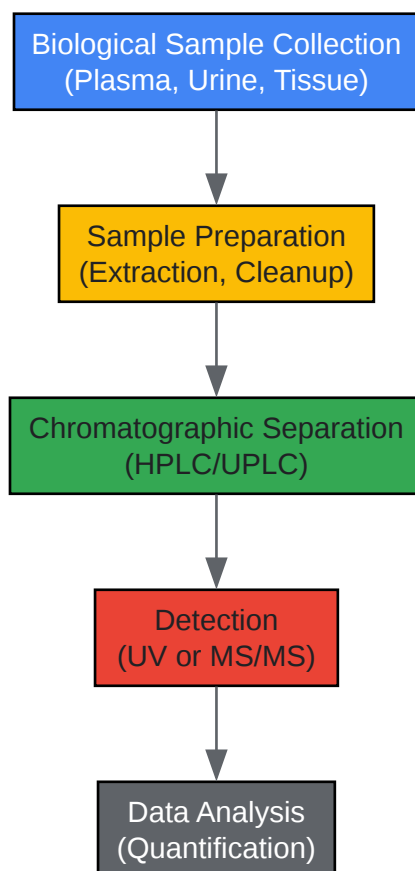 Biological Sample Collection
(Plasma, Urine, Tissue)
Sample Preparation
(Extraction, Cleanup)
Chromatographic Separation
(HPLC/UPLC)
Detection
(UV or MS/MS)
Data Analysis
(Quantification)